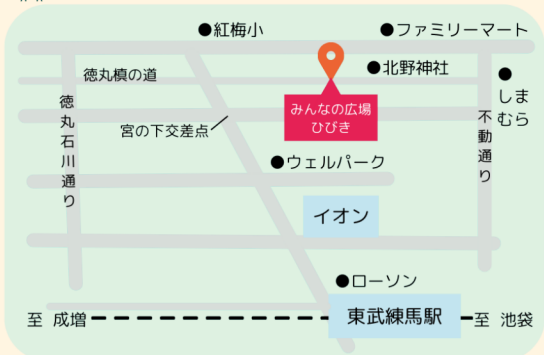 ●紅梅小
●ファミリーマート
徳丸槙の道
●北野神社
●
しま
むら
徳丸石川通り
みんなの広場
ひびき
不動通り
宮の下交差点
●ウェルパーク
イオン
●ローソン
至 成増
東武練馬駅
至 池袋